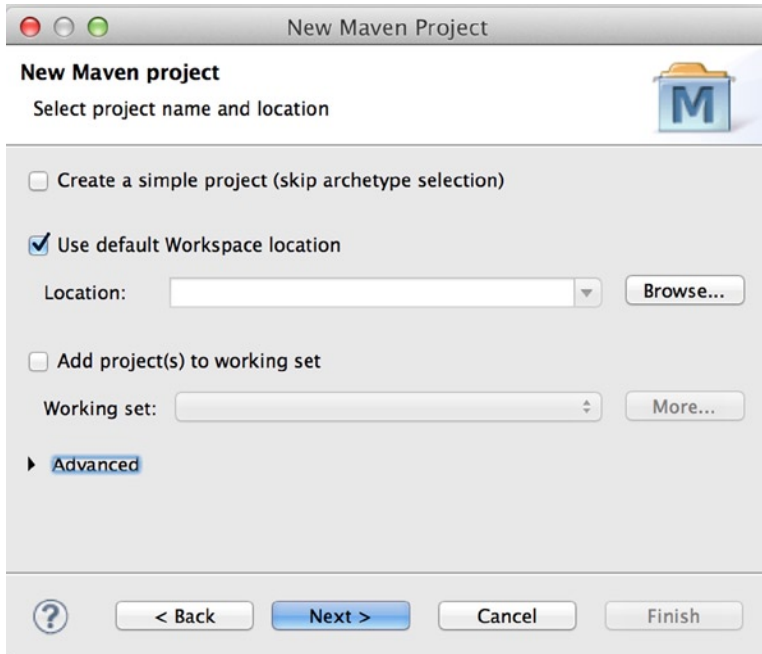 New Maven Project
New Maven project
Select project name and location
M
Create a simple project (skip archetype selection)
Use default Workspace location
Location:
Browse...
Add project(s) to working set
Working set:
More...
Advanced
?
< Back
Next >
Cancel
Finish